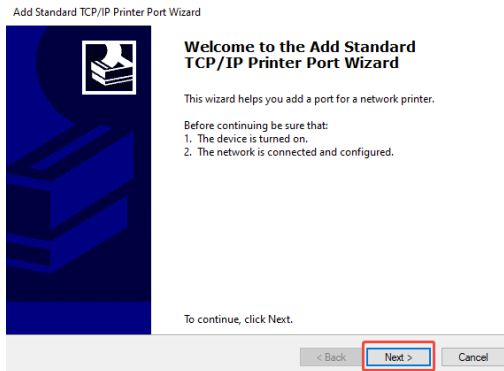 Add Standard TCP/IP Printer Port Wizard
Welcome to the Add Standard
TCP/IP Printer Port Wizard
This wizard helps you add a port for a network printer.
Before continuing be sure that:
1. The device is turned on.
2. The network is connected and configured.
To continue, click Next.
< Back
Next >
Cancel